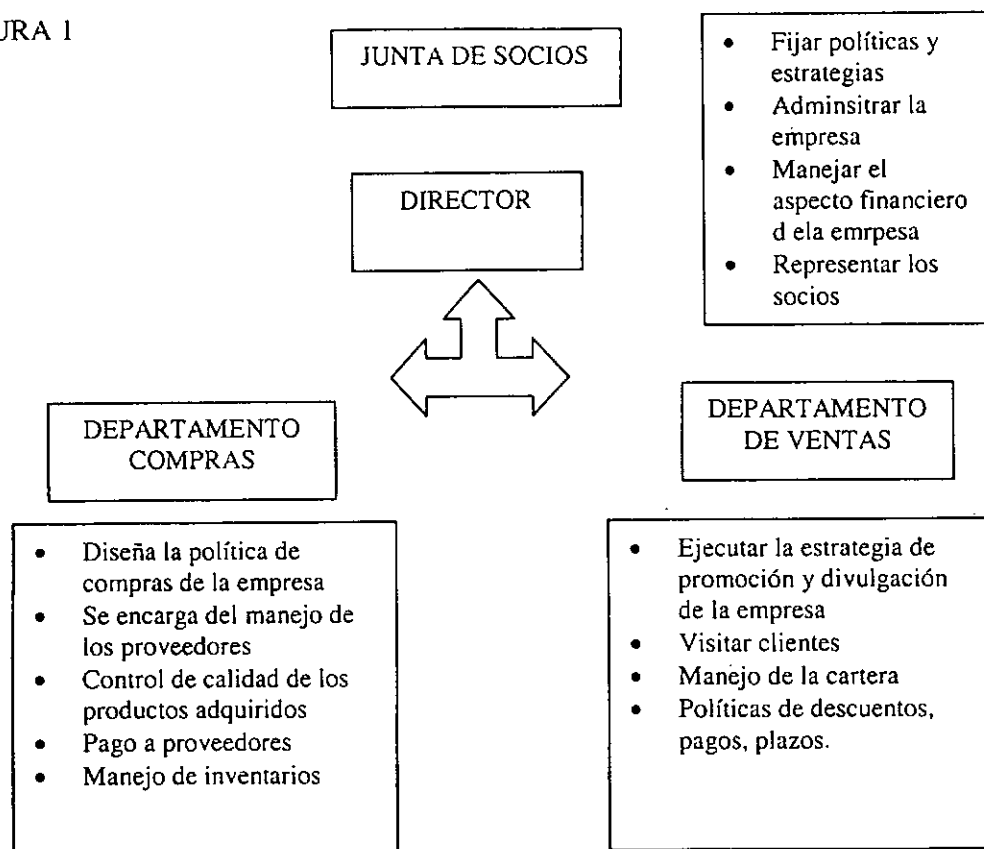 URA 1
JUNTA DE SOCIOS
• Fijar políticas y
estrategias
• Adminsitrar la
empresa
• Manejar el
aspecto financiero
d ela emrpesa
• Representar los
socios
DIRECTOR
DEPARTAMENTO
COMPRAS
DEPARTAMENTO
DE VENTAS
• Diseña la política de
compras de la empresa
• Se encarga del manejo de
los proveedores
• Control de calidad de los
productos adquiridos
• Pago a proveedores
• Manejo de inventarios
• Ejecutar la estrategia de
promoción y divulgación
de la empresa
• Visitar clientes
• Manejo de la cartera
• Políticas de descuentos,
pagos, plazos.